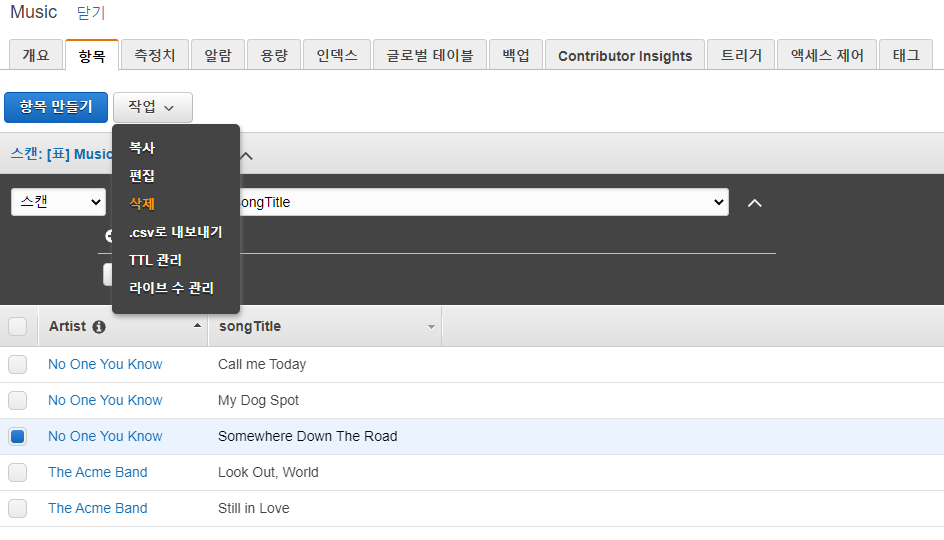 Music 닫기
개요 항목 측정치 알람 용량 인덱스 글로벌 테이블 백업 Contributor Insights 트리거 액세스 제어 태그
항목 만들기 작업
스캔: [표] Music
복사
편집
스캔 songTitle
삭제
.csv로 내보내기
TTL 관리
라이브 수 관리
Artist songTitle
No One You Know Call me Today
No One You Know My Dog Spot
No One You Know Somewhere Down The Road
The Acme Band Look Out, World
The Acme Band Still in Love